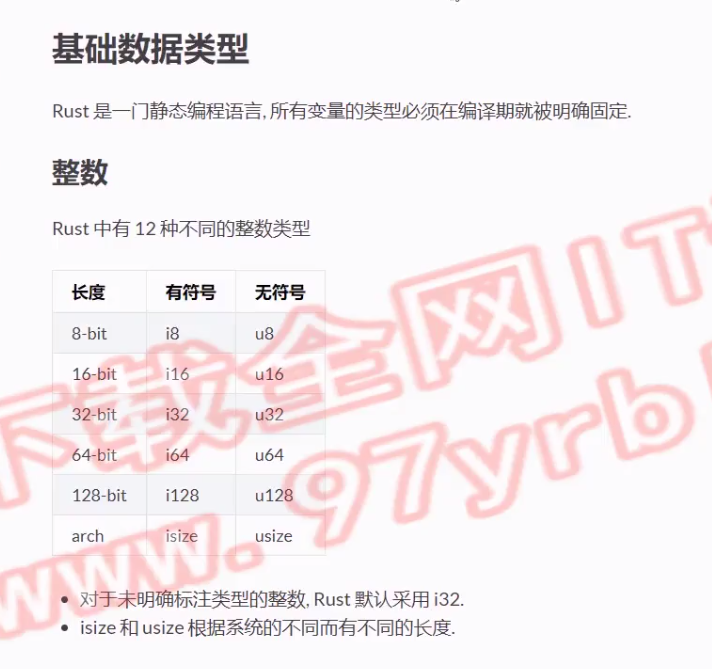 基础数据类型
Rust 是一门静态编程语言, 所有变量的类型必须在编译期就被明确固定.
整数
Rust 中有 12 种不同的整数类型
长度 有符号 无符号
8-bit i8 u8
16-bit i16 u16
32-bit i32 u32
64-bit i64 u64
128-bit i128 u128
arch isize usize
对于未明确标注类型的整数, Rust 默认采用 i32.
isize 和 usize 根据系统的不同而有不同的长度.
下载全网IT
www.97yrb